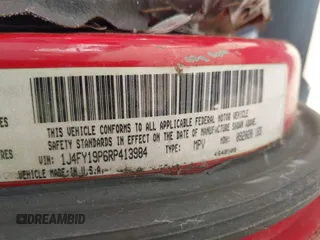 THIS VEHICLE CONFORMS TO ALL APPLICABLE FEDERAL MOTOR VEHICLE
SAFETY STANDARDS IN EFFECT ON THE DATE OF MANUFACTURE SHOWN ABOVE.
VIN: 1J4FY19P6RP413984 TYPE: MPV MDH:
VEHICLE MADE IN U.S.A.
DREAMBID